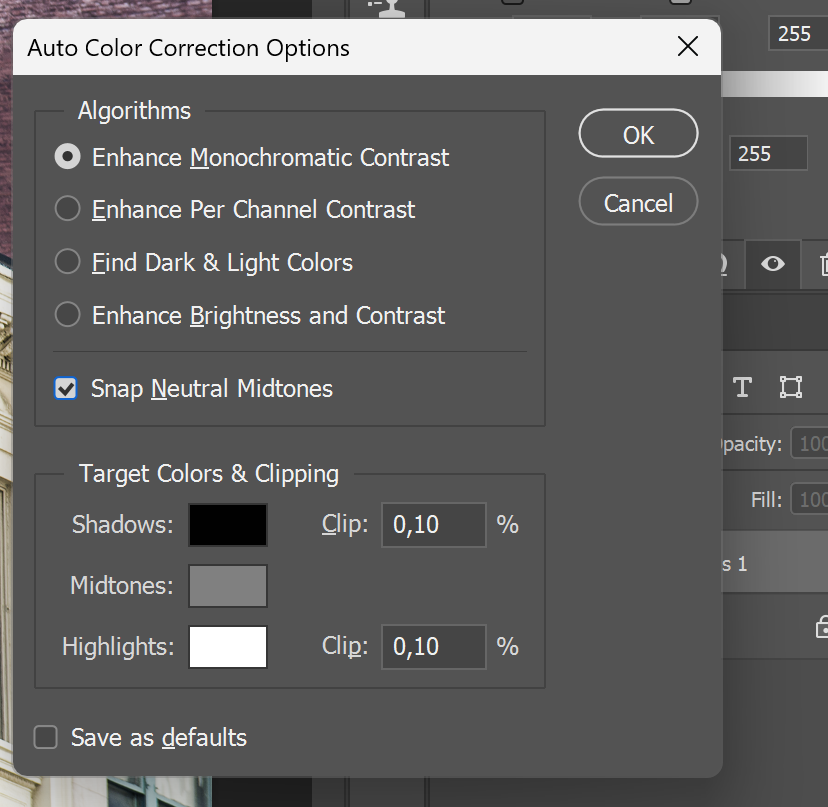 Auto Color Correction Options
255
Algorithms
OK
Enhance Monochromatic Contrast
255
Enhance Per Channel Contrast
Cancel
Find Dark & Light Colors
Enhance Brightness and Contrast
Snap Neutral Midtones
T
pacity: 100
Target Colors & Clipping
Fill: 100
Shadows: Clip: 0,10 %
s 1
Midtones:
Highlights: Clip: 0,10 %
Save as defaults